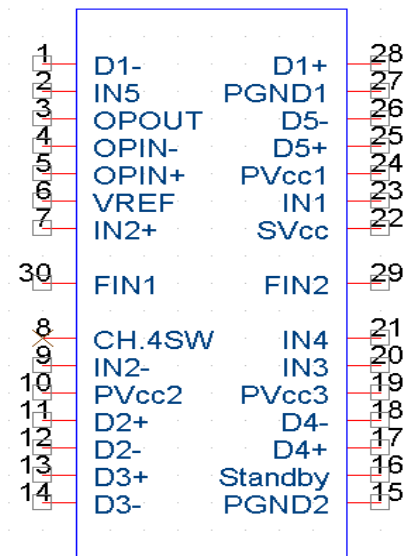 1 D1- D1+ 28
2 IN5 PGND1 27
3 OPOUT D5- 26
4 OPIN- D5+ 25
5 OPIN+ PVcc1 24
6 VREF IN1 23
7 IN2+ SVcc 22
30 FIN1 FIN2 29
8 CH.4SW IN4 21
9 IN2- IN3 20
10 PVcc2 PVcc3 19
11 D2+ D4- 18
12 D2- D4+ 17
13 D3+ Standby 16
14 D3- PGND2 15